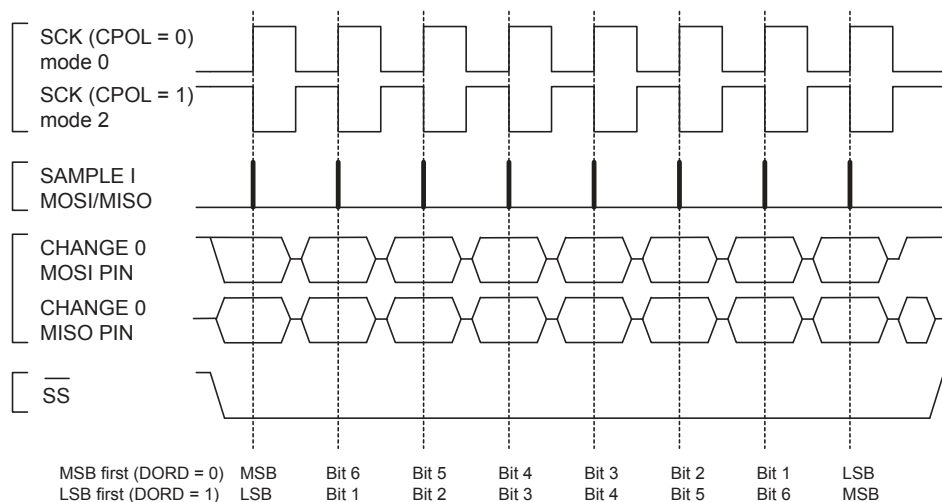 SCK (CPOL = 0)
mode 0
SCK (CPOL = 1)
mode 2
SAMPLE I
MOSI/MISO
CHANGE 0
MOSI PIN
CHANGE 0
MISO PIN
SS
MSB first (DORD = 0) MSB Bit 6 Bit 5 Bit 4 Bit 3 Bit 2 Bit 1 LSB
LSB first (DORD = 1) LSB Bit 1 Bit 2 Bit 3 Bit 4 Bit 5 Bit 6 MSB